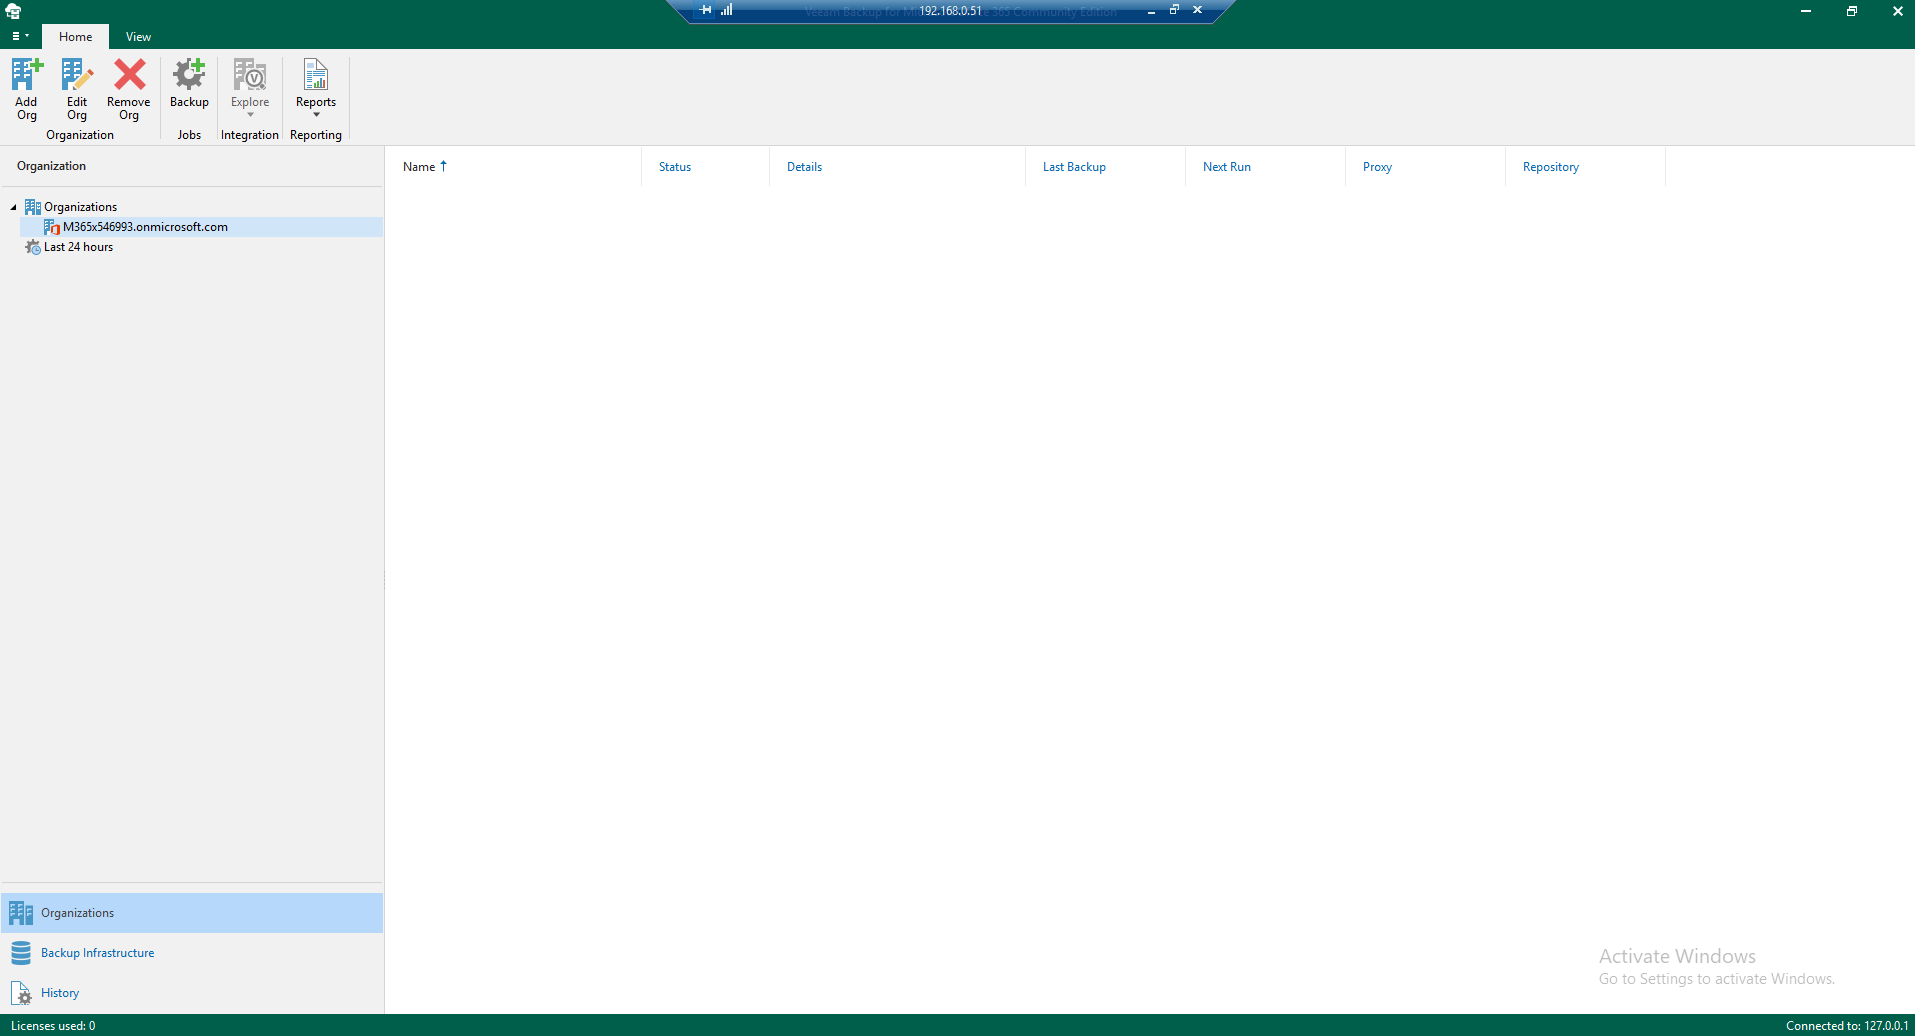 192.168.0.51
Home View
Add Org
Edit Org
Remove Org
Backup
Explore
Reports
Organization
Jobs
Integration
Reporting
Organization
Name Status Details Last Backup Next Run Proxy Repository
Organizations
M365x546993.onmicrosoft.com
Last 24 hours
Organizations
Backup Infrastructure
History
Activate Windows
Go to Settings to activate Windows.
Licenses used: 0
Connected to: 127.0.0.1